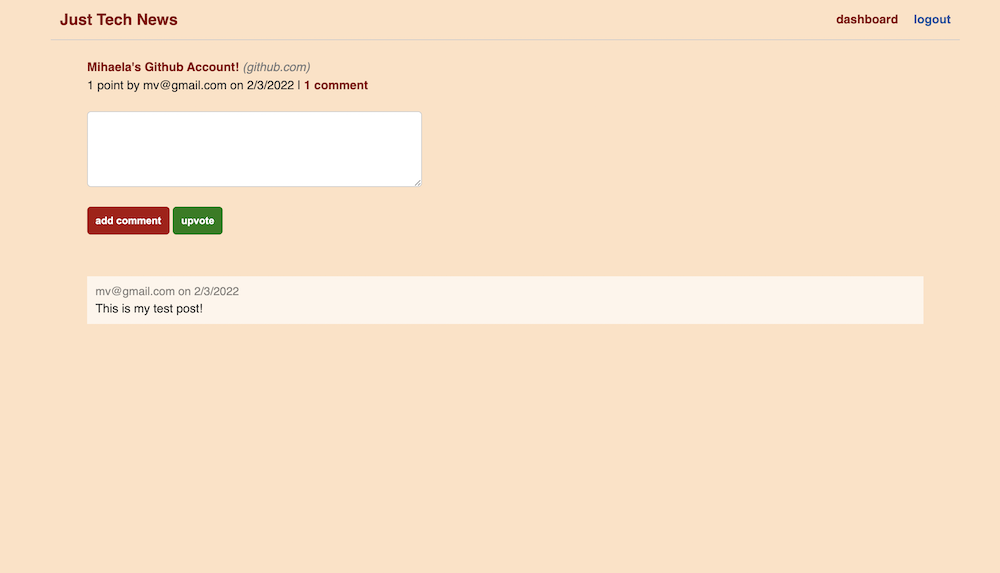 Just Tech News dashboard logout
Mihaela's Github Account! (github.com)
1 point by mv@gmail.com on 2/3/2022 | 1 comment
add comment upvote
mv@gmail.com on 2/3/2022
This is my test post!